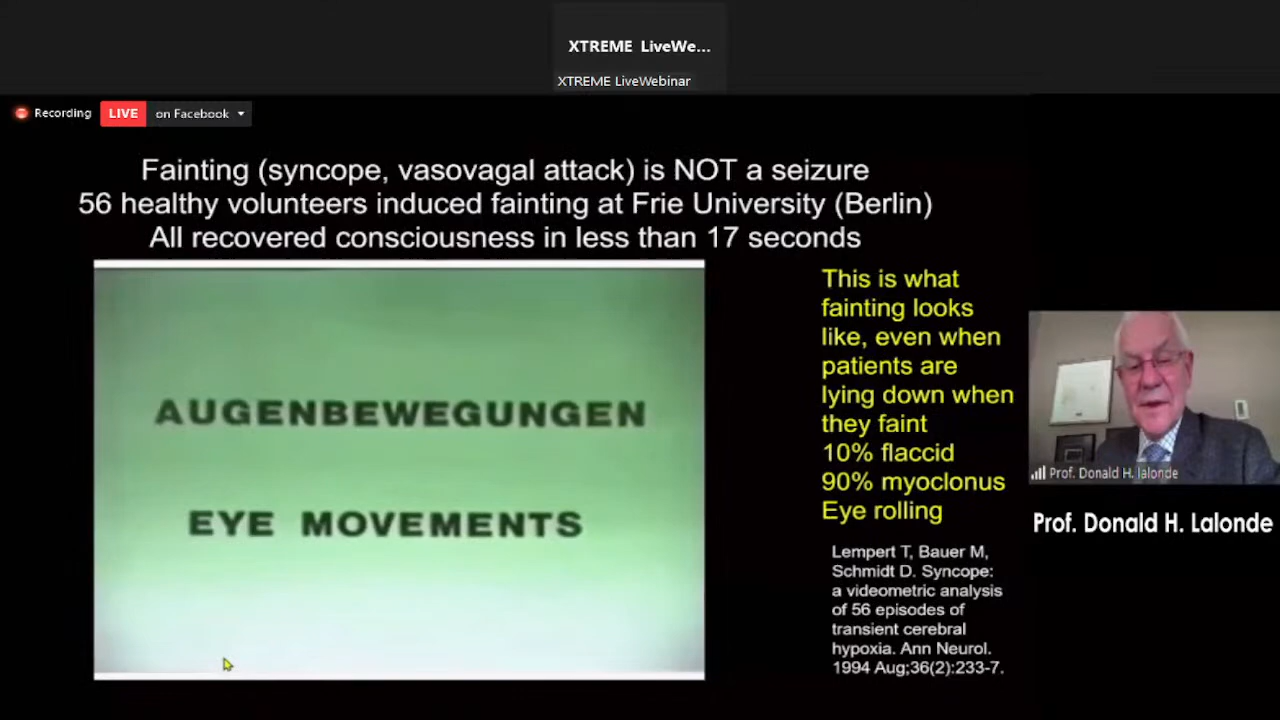 XTREME LiveWe...
XTREME LiveWebinar
Recording
LIVE
on Facebook
Fainting (syncope, vasovagal attack) is NOT a seizure
56 healthy volunteers induced fainting at Frie University (Berlin)
All recovered consciousness in less than 17 seconds
AUGENBEWEGUNGEN
EYE MOVEMENTS
This is what
fainting looks
like, even when
patients are
lying down when
they faint
10% flaccid
90% myoclonus
Eye rolling
Lempert T, Bauer M,
Schmidt D. Syncope:
a videometric analysis
of 56 episodes of
transient cerebral
hypoxia. Ann Neurol.
1994 Aug;36(2):233-7.
Prof. Donald H. lalonde
Prof. Donald H. Lalonde